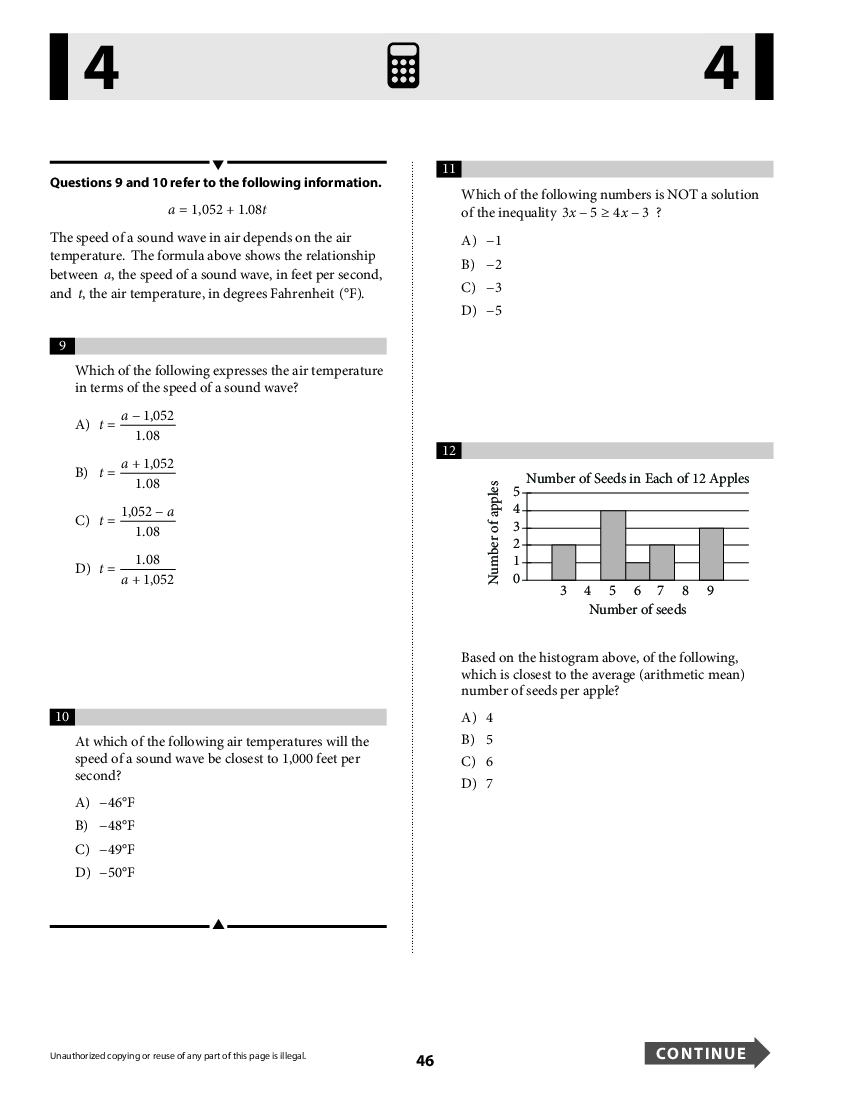 4 4
Questions 9 and 10 refer to the following information.
a = 1,052 + 1.08t
The speed of a sound wave in air depends on the air
temperature. The formula above shows the relationship
between a, the speed of a sound wave, in feet per second,
and t, the air temperature, in degrees Fahrenheit (°F).
9
Which of the following expresses the air temperature
in terms of the speed of a sound wave?
A) t = (a − 1,052)/1.08
B) t = (a + 1,052)/1.08
C) t = (1,052 − a)/1.08
D) t = 1.08/(a + 1,052)
10
At which of the following air temperatures will the
speed of a sound wave be closest to 1,000 feet per
second?
A) −46°F
B) −48°F
C) −49°F
D) −50°F
11
Which of the following numbers is NOT a solution
of the inequality 3x − 5 ≥ 4x − 3 ?
A) −1
B) −2
C) −3
D) −5
12
Number of Seeds in Each of 12 Apples
Number of apples
5
4
3
2
1
0
3 4 5 6 7 8 9
Number of seeds
Based on the histogram above, of the following,
which is closest to the average (arithmetic mean)
number of seeds per apple?
A) 4
B) 5
C) 6
D) 7
Unauthorized copying or reuse of any part of this page is illegal.
46
CONTINUE